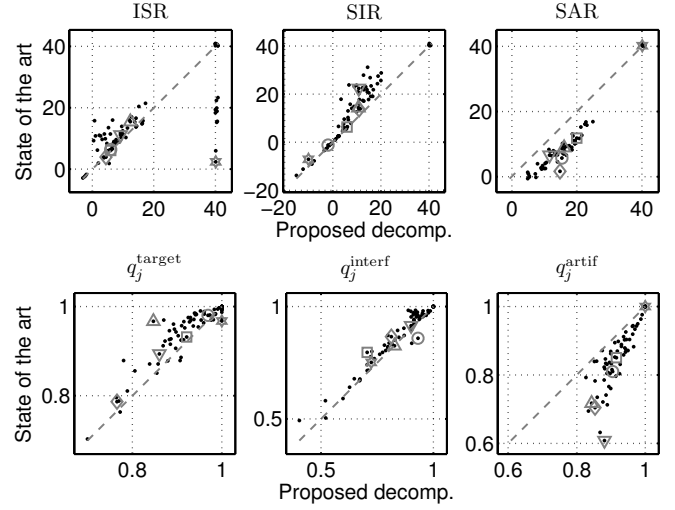 ISR SIR SAR
State of the art
40
20
0
0 20 40
40
20
0
−20
−20 0 20 40
40
20
0
0 20 40
Proposed decomp.
q_j^target q_j^interf q_j^artif
State of the art
1
0.8
0.8 1
1
0.5
0.5 1
1
0.8
0.6
0.6 0.8 1
Proposed decomp.